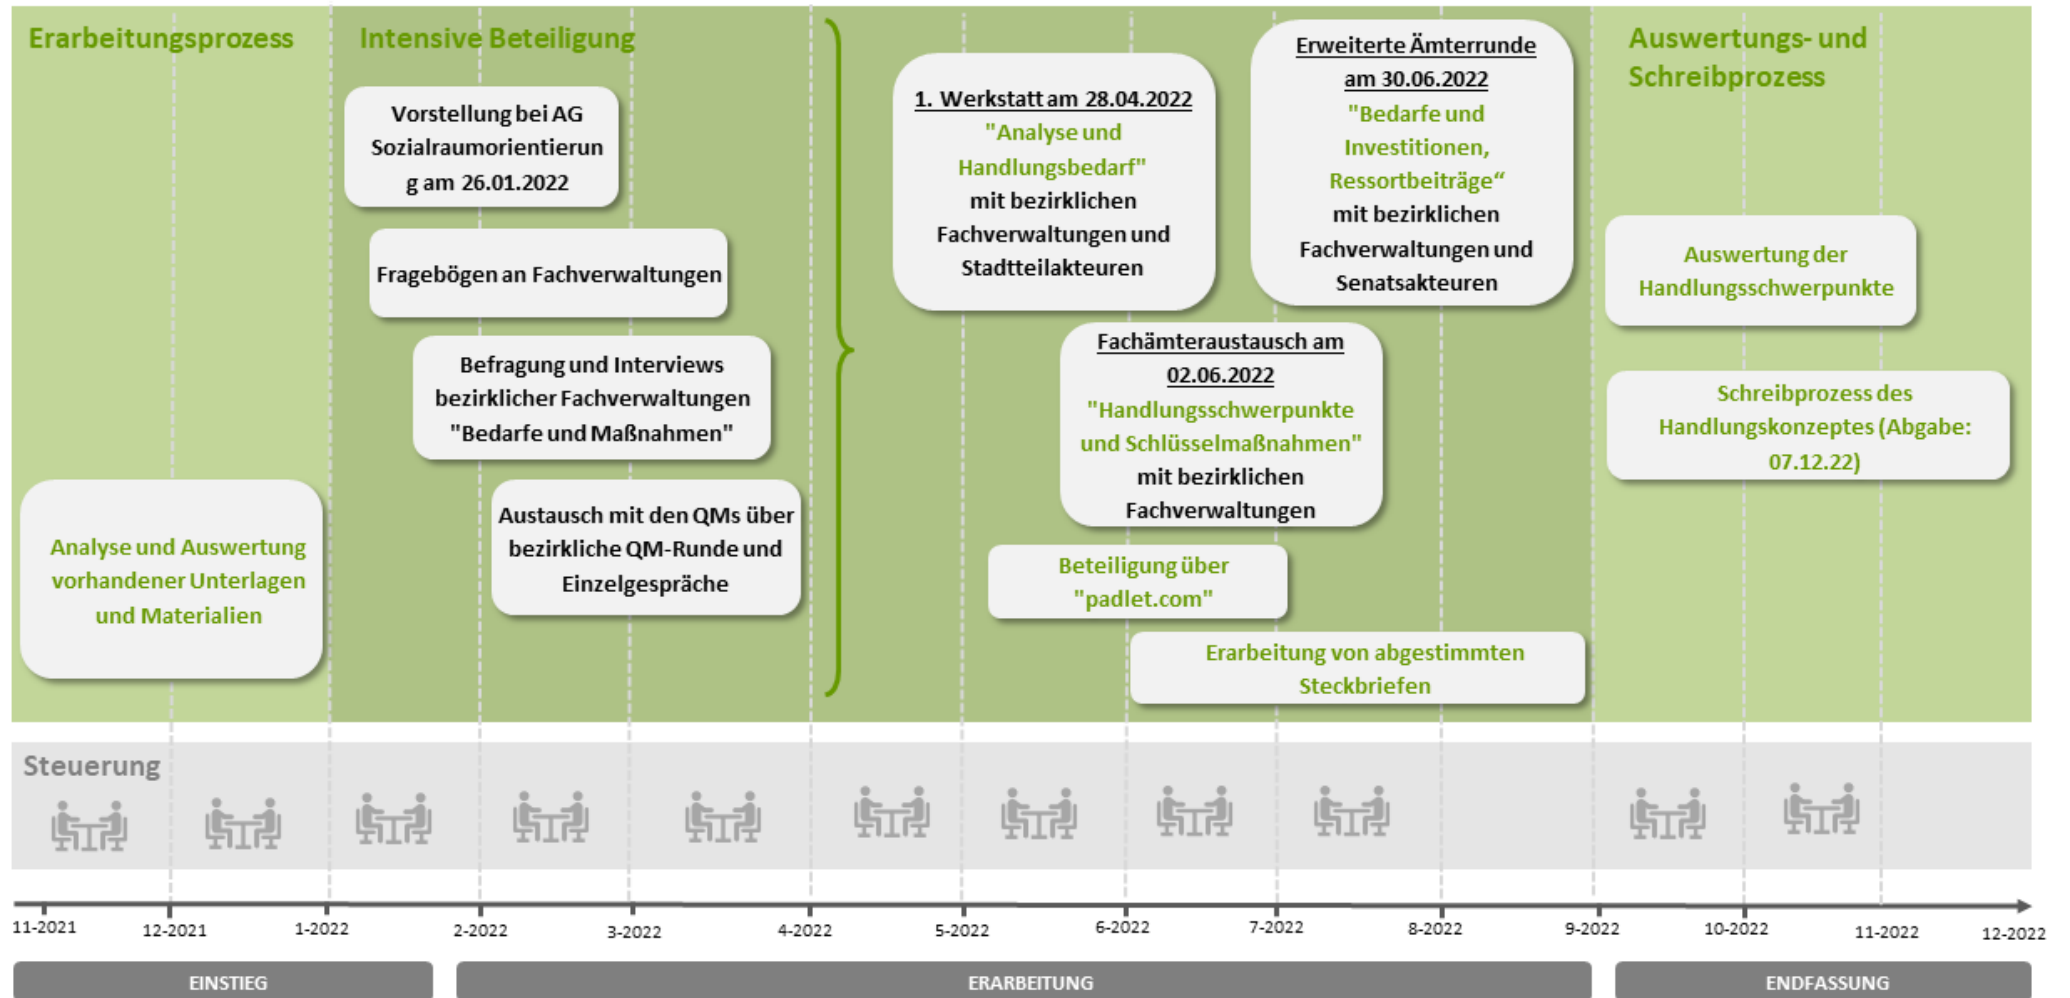 Erarbeitungsprozess
Intensive Beteiligung
Auswertungs- und
Schreibprozess
Vorstellung bei AG
Sozialraumorientierun
g am 26.01.2022
Fragebögen an Fachverwaltungen
Befragung und Interviews
bezirklicher Fachverwaltungen
"Bedarfe und Maßnahmen"
Austausch mit den QMs über
bezirkliche QM-Runde und
Einzelgespräche
Analyse und Auswertung
vorhandener Unterlagen
und Materialien
1. Werkstatt am 28.04.2022
"Analyse und
Handlungsbedarf"
mit bezirklichen
Fachverwaltungen und
Stadtteilakteuren
Erweiterte Ämterrunde
am 30.06.2022
"Bedarfe und
Investitionen,
Ressortbeiträge“
mit bezirklichen
Fachverwaltungen und
Senatsakteuren
Fachämteraustausch am
02.06.2022
"Handlungsschwerpunkte
und Schlüsselmaßnahmen"
mit bezirklichen
Fachverwaltungen
Beteiligung über
"padlet.com"
Erarbeitung von abgestimmten
Steckbriefen
Auswertung der
Handlungsschwerpunkte
Schreibprozess des
Handlungskonzeptes (Abgabe:
07.12.22)
Steuerung
11-2021
12-2021
1-2022
2-2022
3-2022
4-2022
5-2022
6-2022
7-2022
8-2022
9-2022
10-2022
11-2022
12-2022
EINSTIEG
ERARBEITUNG
ENDFASSUNG